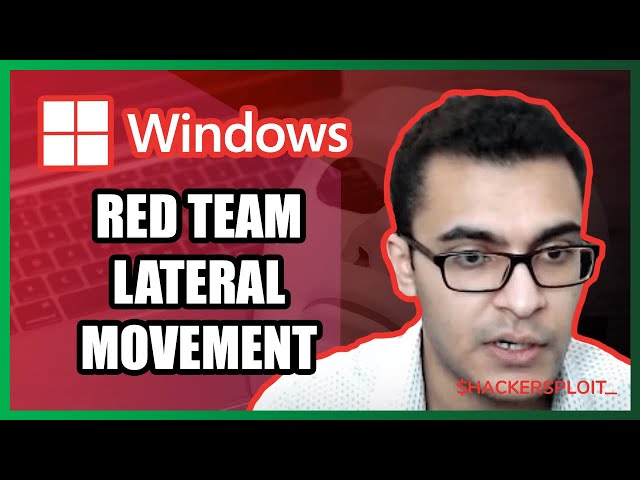 Windows
RED TEAM
LATERAL
MOVEMENT
$HACKERSPLOIT_